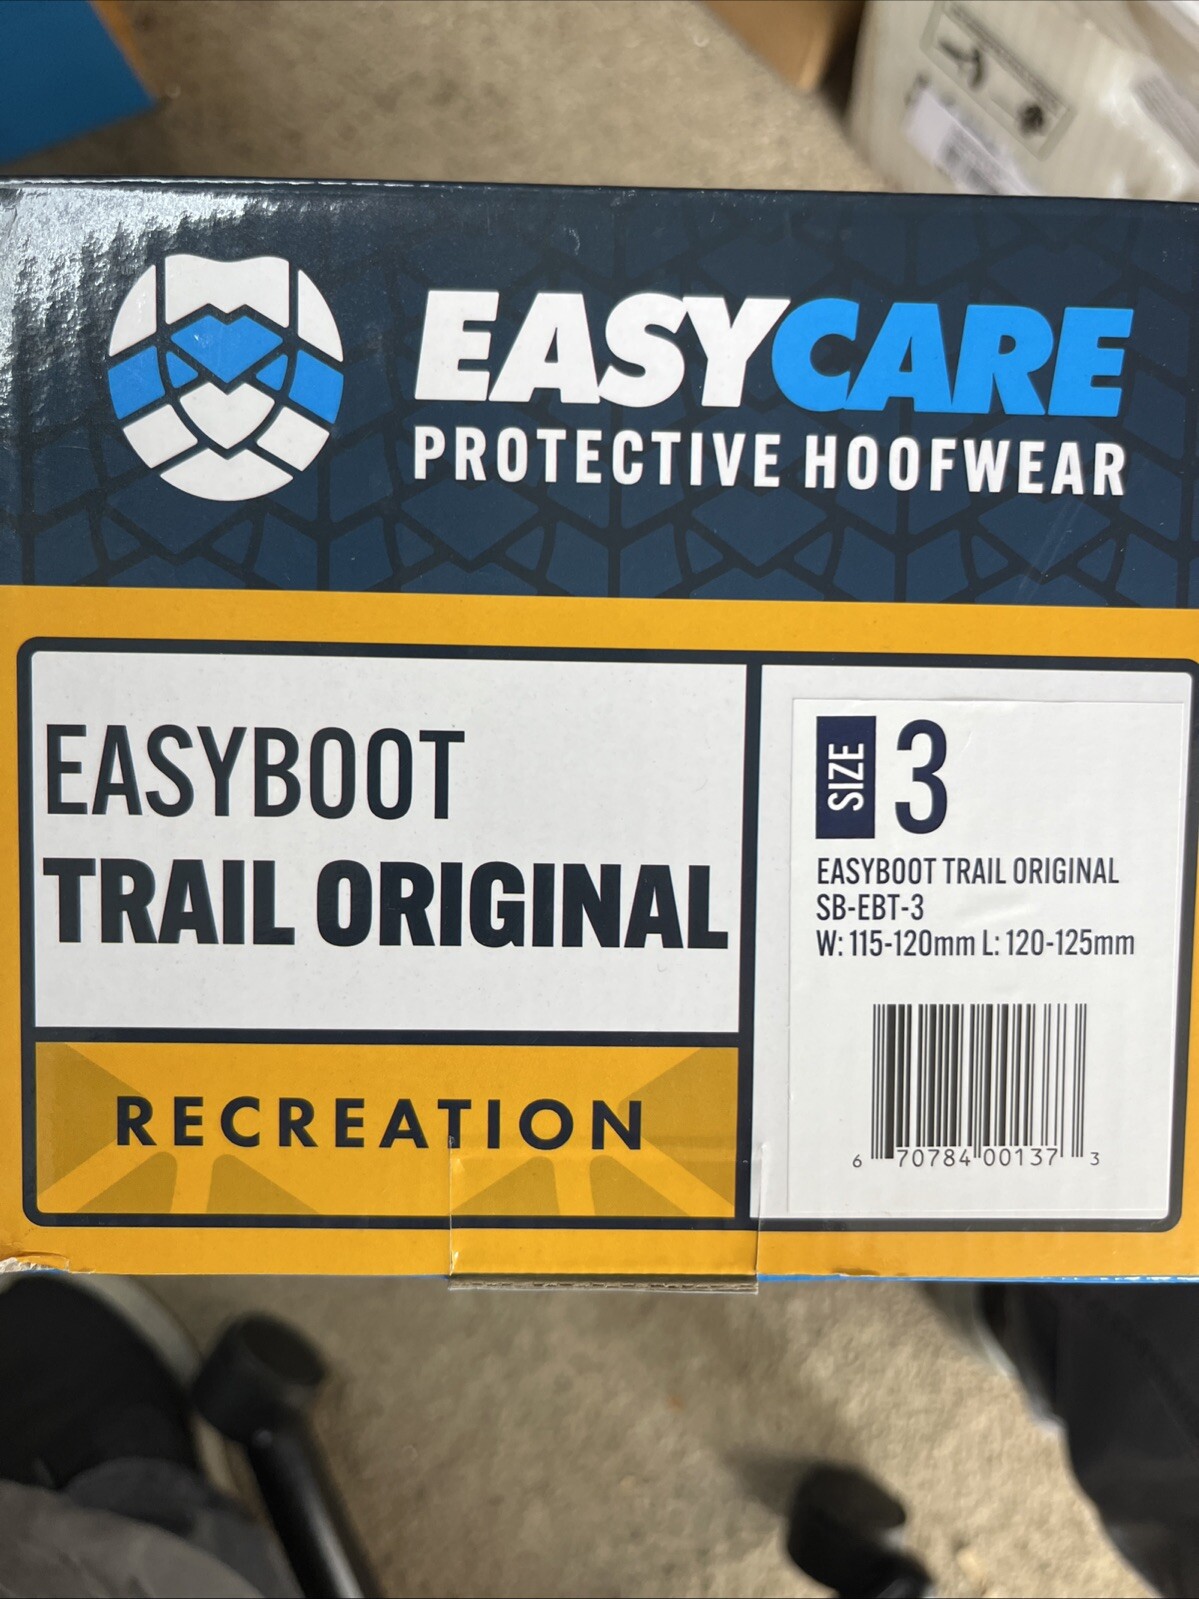 EASYCARE
PROTECTIVE HOOFWEAR
EASYBOOT
TRAIL ORIGINAL
RECREATION
SIZE 3
EASYBOOT TRAIL ORIGINAL
SB-EBT-3
W: 115-120mm L: 120-125mm
6 70784 00137 3